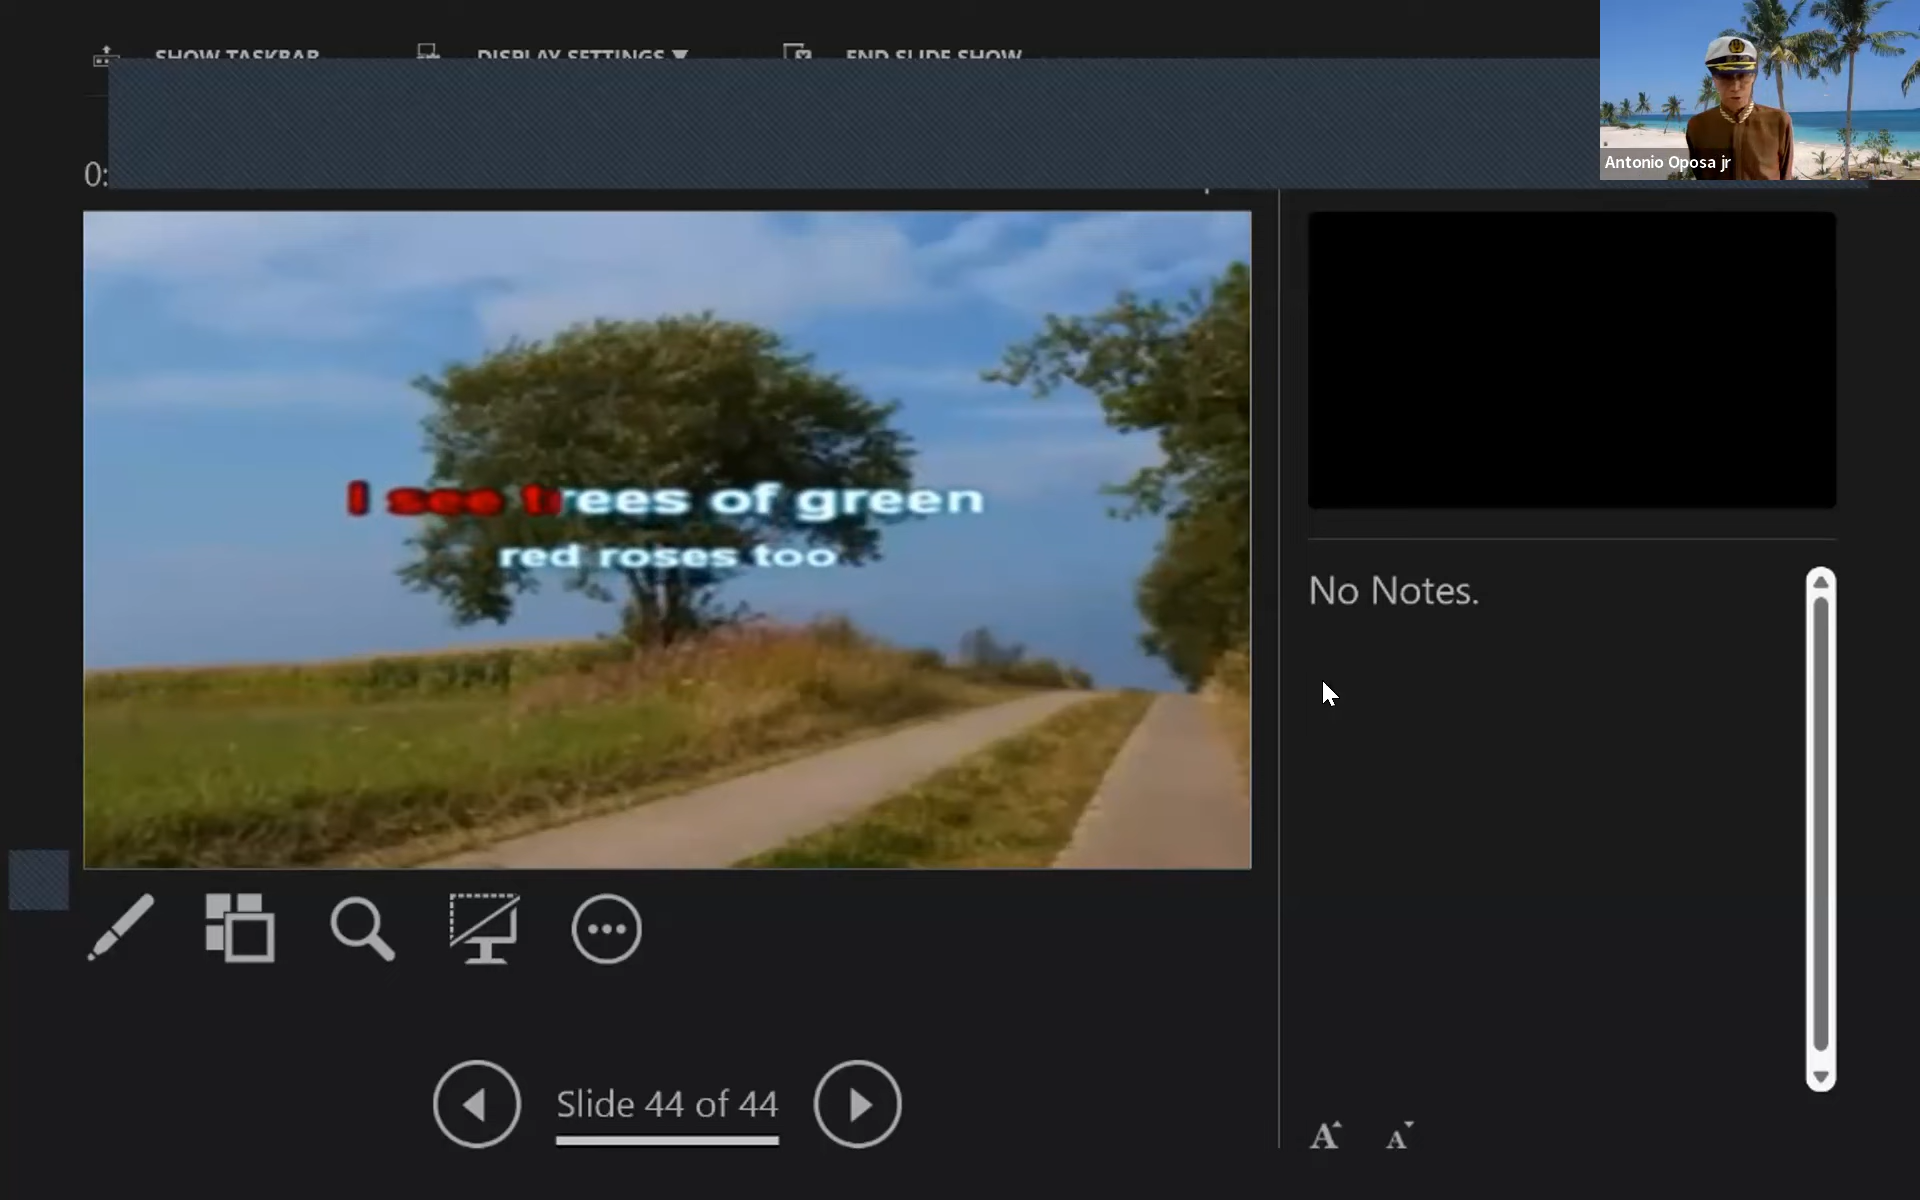 SHOW TASKBAR
DISPLAY SETTINGS ▼
END SLIDE SHOW
Antonio Oposa jr
0:
I see trees of green
red roses too
No Notes.
Slide 44 of 44
A A